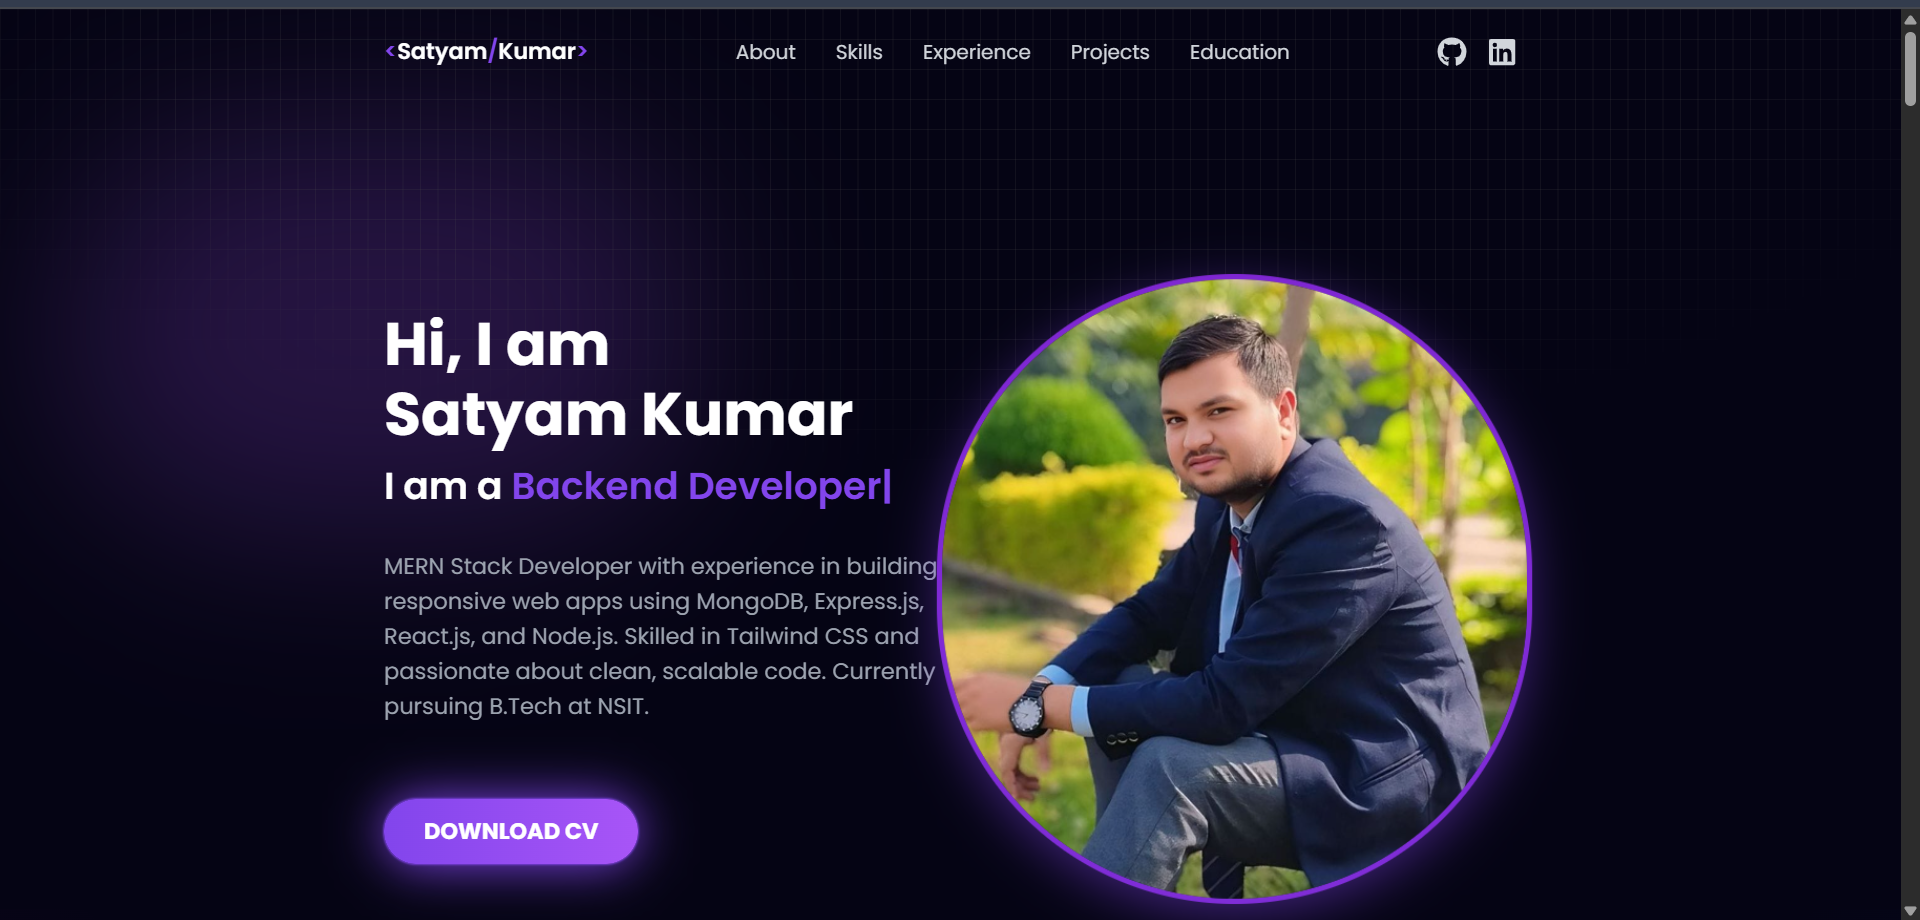 <Satyam/Kumar>
About Skills Experience Projects Education
Hi, I am
Satyam Kumar
I am a Backend Developer|
MERN Stack Developer with experience in building
responsive web apps using MongoDB, Express.js,
React.js, and Node.js. Skilled in Tailwind CSS and
passionate about clean, scalable code. Currently
pursuing B.Tech at NSIT.
DOWNLOAD CV